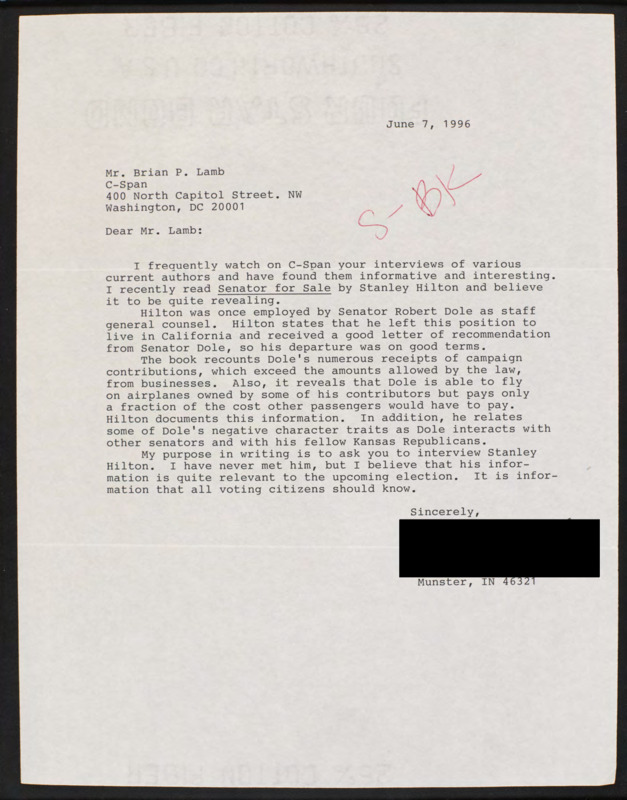 June 7, 1996
Mr. Brian P. Lamb
C-Span
400 North Capitol Street. NW
Washington, DC 20001
S- BK
Dear Mr. Lamb:
I frequently watch on C-Span your interviews of various
current authors and have found them informative and interesting.
I recently read Senator for Sale by Stanley Hilton and believe
it to be quite revealing.
Hilton was once employed by Senator Robert Dole as staff
general counsel. Hilton states that he left this position to
live in California and received a good letter of recommendation
from Senator Dole, so his departure was on good terms.
The book recounts Dole's numerous receipts of campaign
contributions, which exceed the amounts allowed by the law,
from businesses. Also, it reveals that Dole is able to fly
on airplanes owned by some of his contributors but pays only
a fraction of the cost other passengers would have to pay.
Hilton documents this information. In addition, he relates
some of Dole's negative character traits as Dole interacts with
other senators and with his fellow Kansas Republicans.
My purpose in writing is to ask you to interview Stanley
Hilton. I have never met him, but I believe that his infor-
mation is quite relevant to the upcoming election. It is infor-
mation that all voting citizens should know.
Sincerely,
Munster, IN 46321